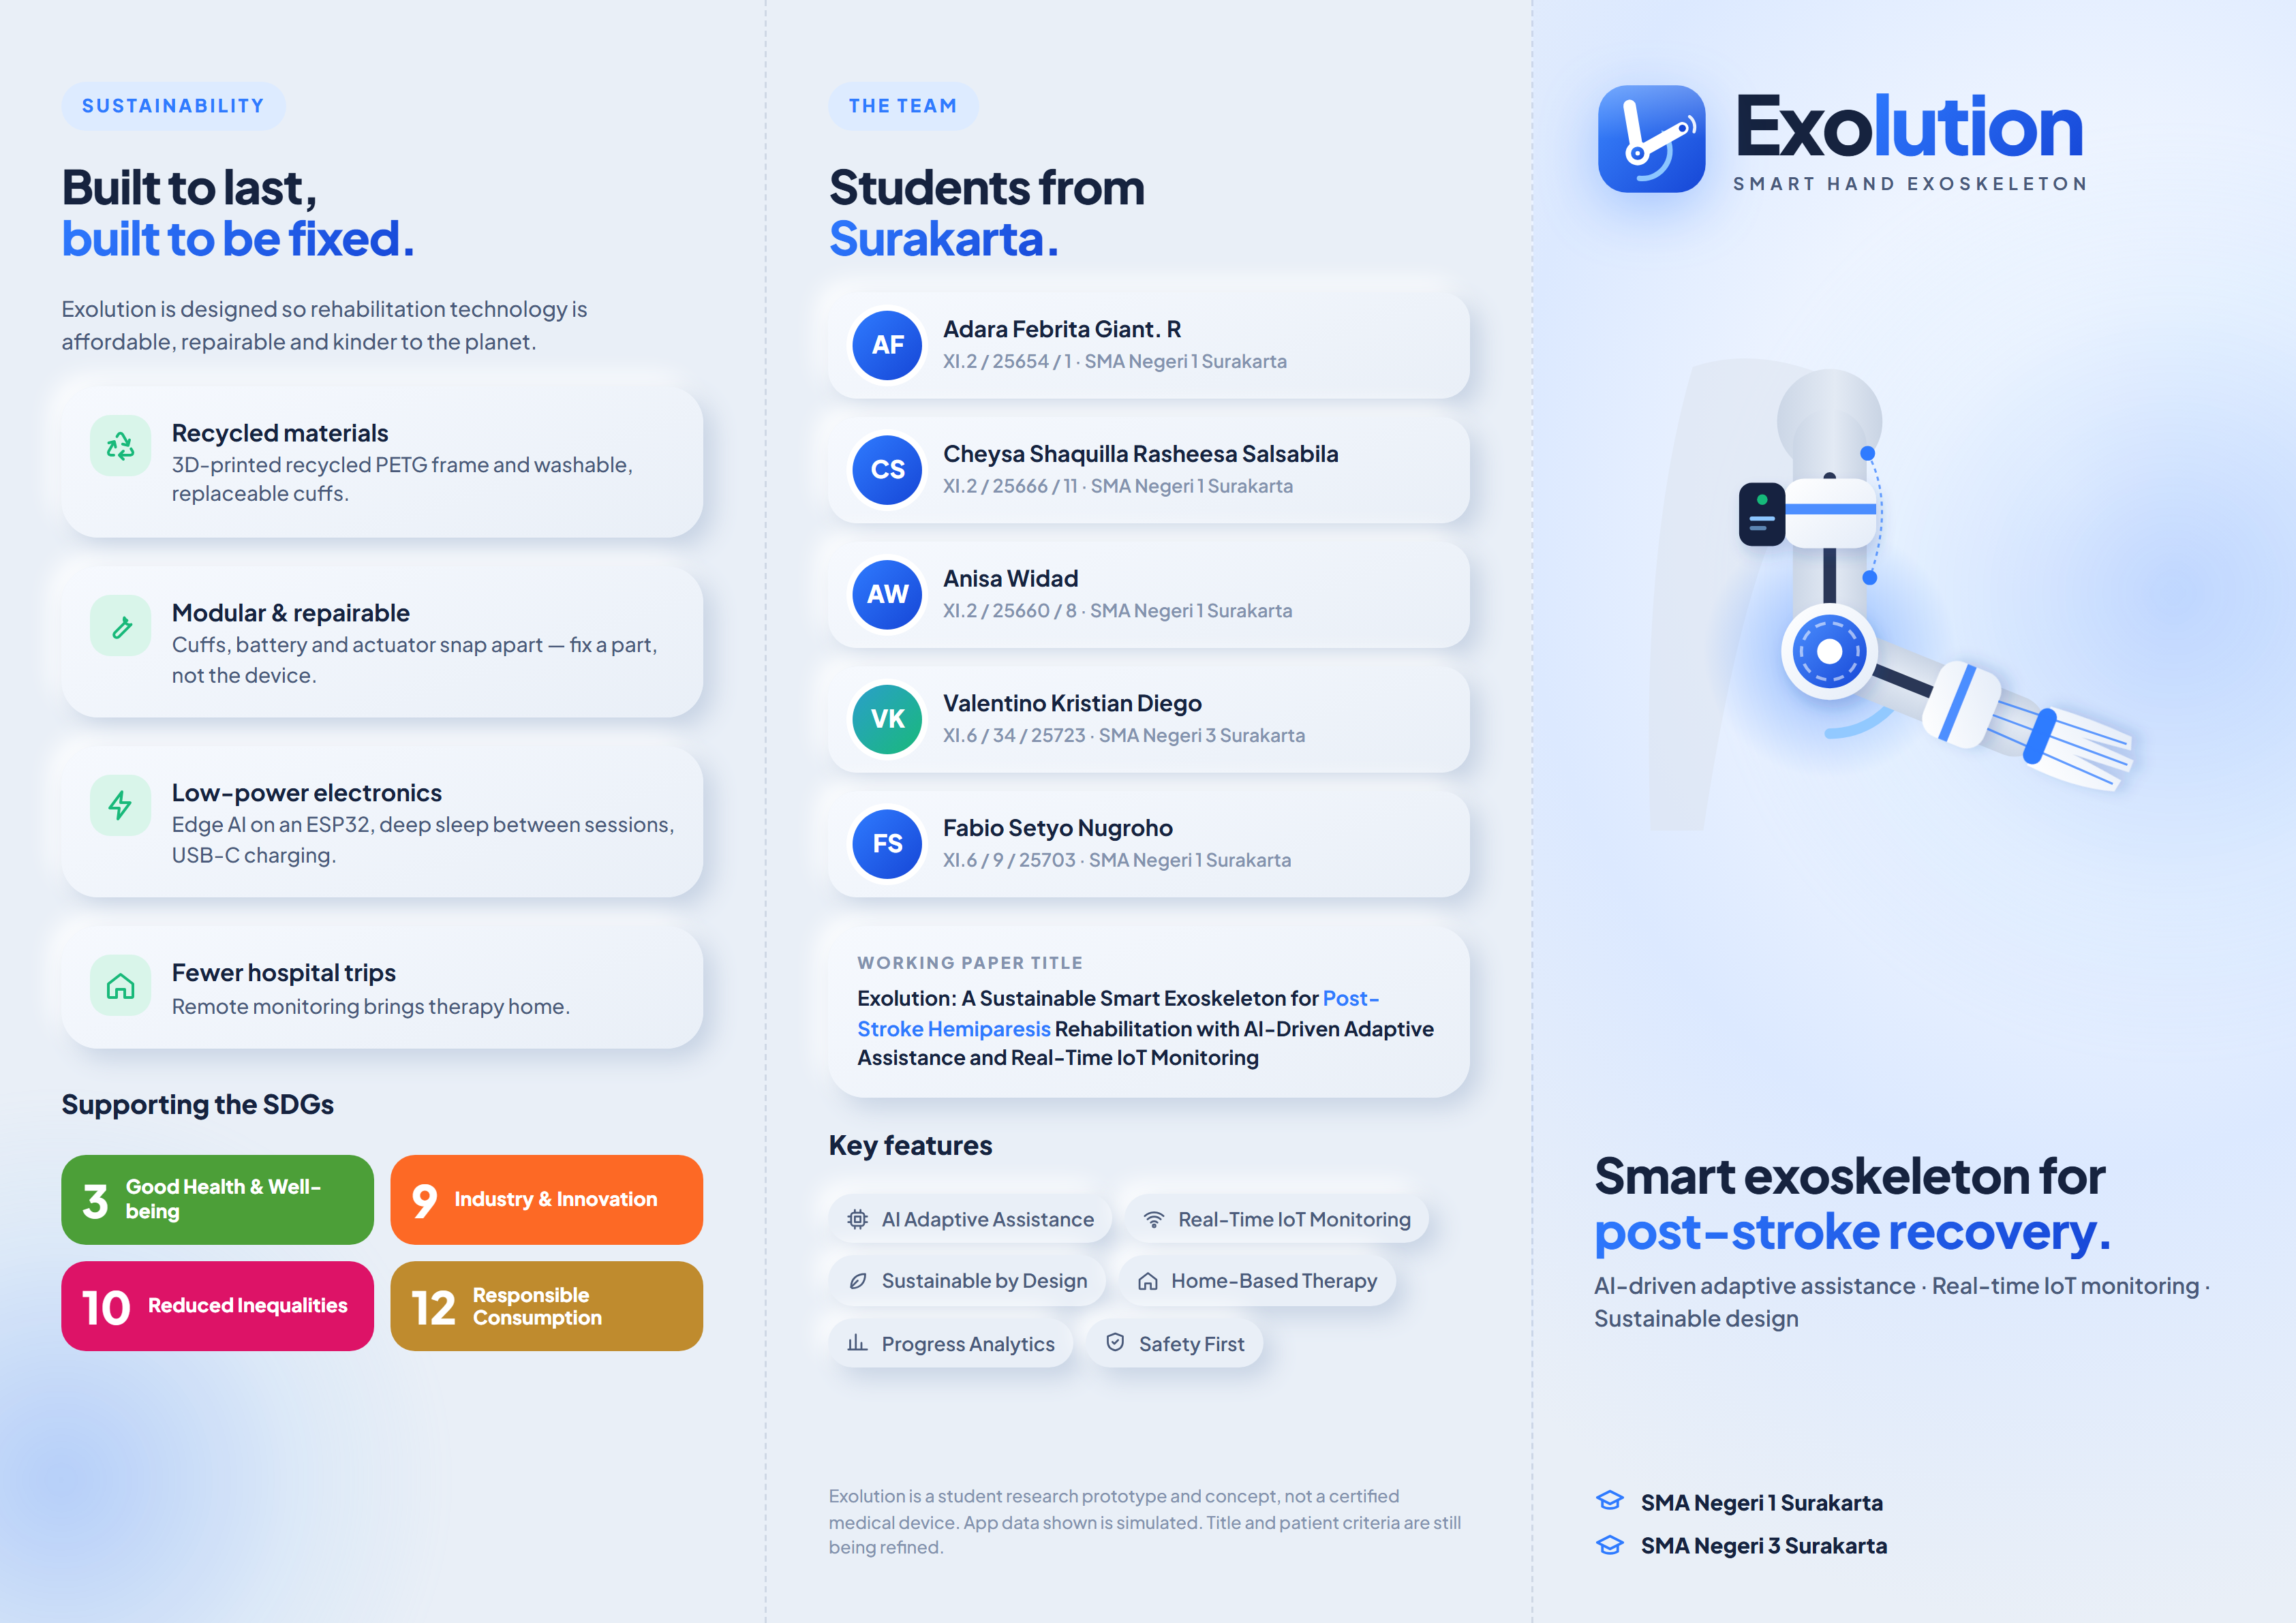 SUSTAINABILITY
Built to last,
built to be fixed.
Exolution is designed so rehabilitation technology is
affordable, repairable and kinder to the planet.
Recycled materials
3D-printed recycled PETG frame and washable,
replaceable cuffs.
Modular & repairable
Cuffs, battery and actuator snap apart — fix a part,
not the device.
Low-power electronics
Edge AI on an ESP32, deep sleep between sessions,
USB-C charging.
Fewer hospital trips
Remote monitoring brings therapy home.
Supporting the SDGs
3 Good Health & Well-
being
9 Industry & Innovation
10 Reduced Inequalities
12 Responsible
Consumption
THE TEAM
Students from
Surakarta.
AF
Adara Febrita Giant. R
XI.2 / 25654 / 1 · SMA Negeri 1 Surakarta
CS
Cheysa Shaquilla Rasheesa Salsabila
XI.2 / 25666 / 11 · SMA Negeri 1 Surakarta
AW
Anisa Widad
XI.2 / 25660 / 8 · SMA Negeri 1 Surakarta
VK
Valentino Kristian Diego
XI.6 / 34 / 25723 · SMA Negeri 3 Surakarta
FS
Fabio Setyo Nugroho
XI.6 / 9 / 25703 · SMA Negeri 1 Surakarta
WORKING PAPER TITLE
Exolution: A Sustainable Smart Exoskeleton for Post-
Stroke Hemiparesis Rehabilitation with AI-Driven Adaptive
Assistance and Real-Time IoT Monitoring
Key features
AI Adaptive Assistance
Real-Time IoT Monitoring
Sustainable by Design
Home-Based Therapy
Progress Analytics
Safety First
Exolution is a student research prototype and concept, not a certified
medical device. App data shown is simulated. Title and patient criteria are still
being refined.
Exolution
SMART HAND EXOSKELETON
Smart exoskeleton for
post-stroke recovery.
AI-driven adaptive assistance · Real-time IoT monitoring ·
Sustainable design
SMA Negeri 1 Surakarta
SMA Negeri 3 Surakarta